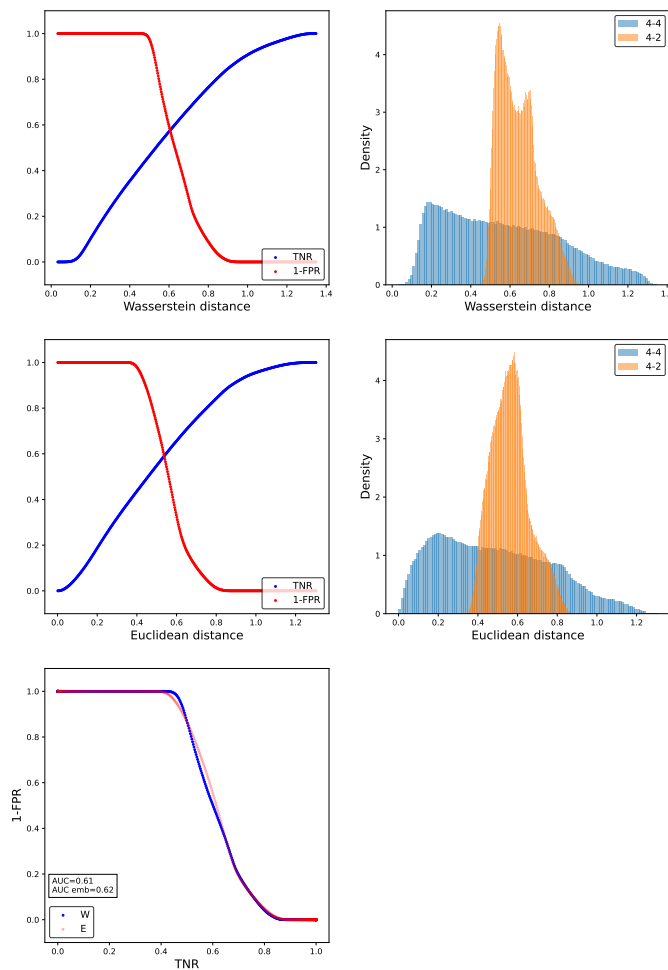 1.0
0.8
0.6
0.4
0.2
0.0
TNR
1-FPR
0.0 0.2 0.4 0.6 0.8 1.0 1.2 1.4
Wasserstein distance
4-4
4-2
Density
4
3
2
1
0
0.0 0.2 0.4 0.6 0.8 1.0 1.2 1.4
Wasserstein distance
1.0
0.8
0.6
0.4
0.2
0.0
TNR
1-FPR
0.0 0.2 0.4 0.6 0.8 1.0 1.2
Euclidean distance
4-4
4-2
Density
4
3
2
1
0
0.0 0.2 0.4 0.6 0.8 1.0 1.2
Euclidean distance
1-FPR
1.0
0.8
0.6
0.4
0.2
0.0
AUC=0.61
AUC emb=0.62
W
E
0.0 0.2 0.4 0.6 0.8 1.0
TNR